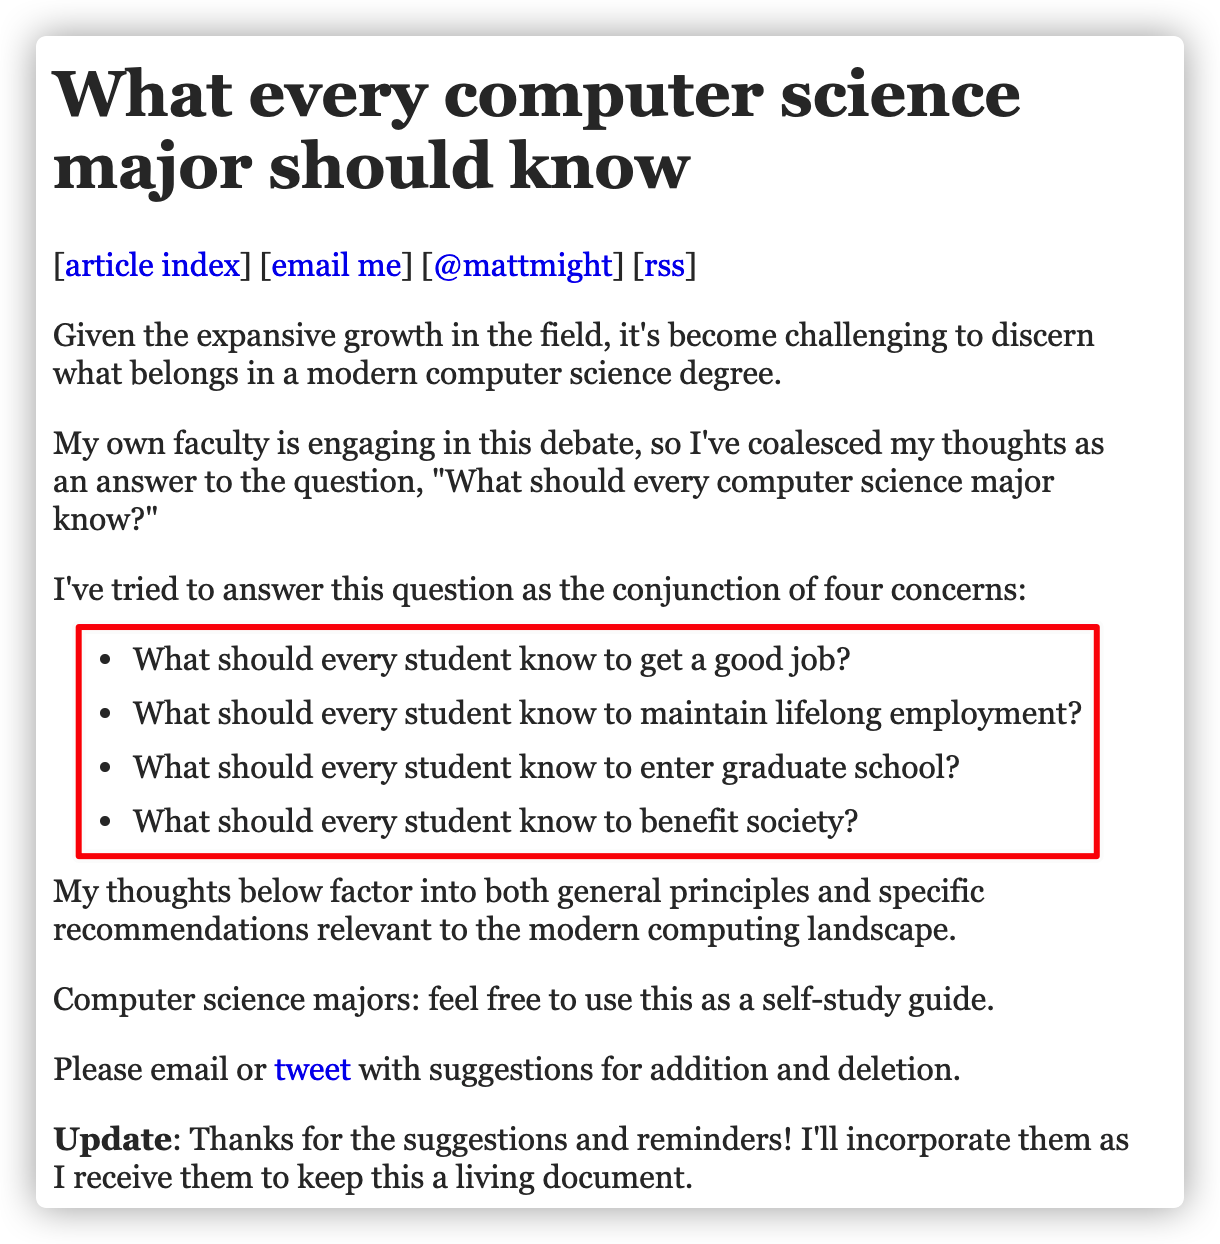 What every computer science
major should know
[article index] [email me] [@mattmight] [rss]
Given the expansive growth in the field, it's become challenging to discern
what belongs in a modern computer science degree.
My own faculty is engaging in this debate, so I've coalesced my thoughts as
an answer to the question, "What should every computer science major
know?"
I've tried to answer this question as the conjunction of four concerns:
• What should every student know to get a good job?
• What should every student know to maintain lifelong employment?
• What should every student know to enter graduate school?
• What should every student know to benefit society?
My thoughts below factor into both general principles and specific
recommendations relevant to the modern computing landscape.
Computer science majors: feel free to use this as a self-study guide.
Please email or tweet with suggestions for addition and deletion.
Update: Thanks for the suggestions and reminders! I'll incorporate them as
I receive them to keep this a living document.